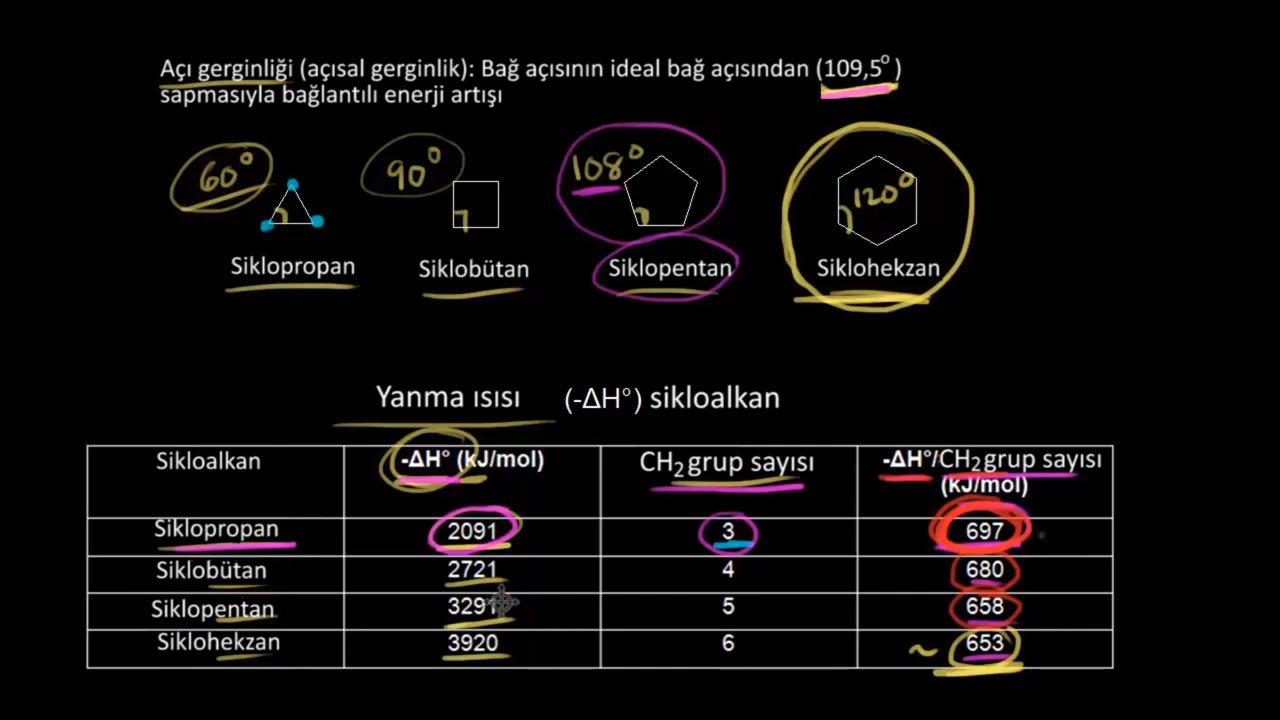 Açı gerginliği (açısal gerginlik): Bağ açısının ideal bağ açısından (109,5°)
sapmasıyla bağlantılı enerji artışı
60° 90° 108° 120°
Siklopropan Siklobütan Siklopentan Siklohekzan
Yanma ısısı (-ΔH°) sikloalkan
Sikloalkan -ΔH° (kJ/mol) CH2 grup sayısı -ΔH°/CH2 grup sayısı
(kJ/mol)
Siklopropan 2091 3 697
Siklobütan 2721 4 680
Siklopentan 3291 5 658
Siklohekzan 3920 6 ~ 653